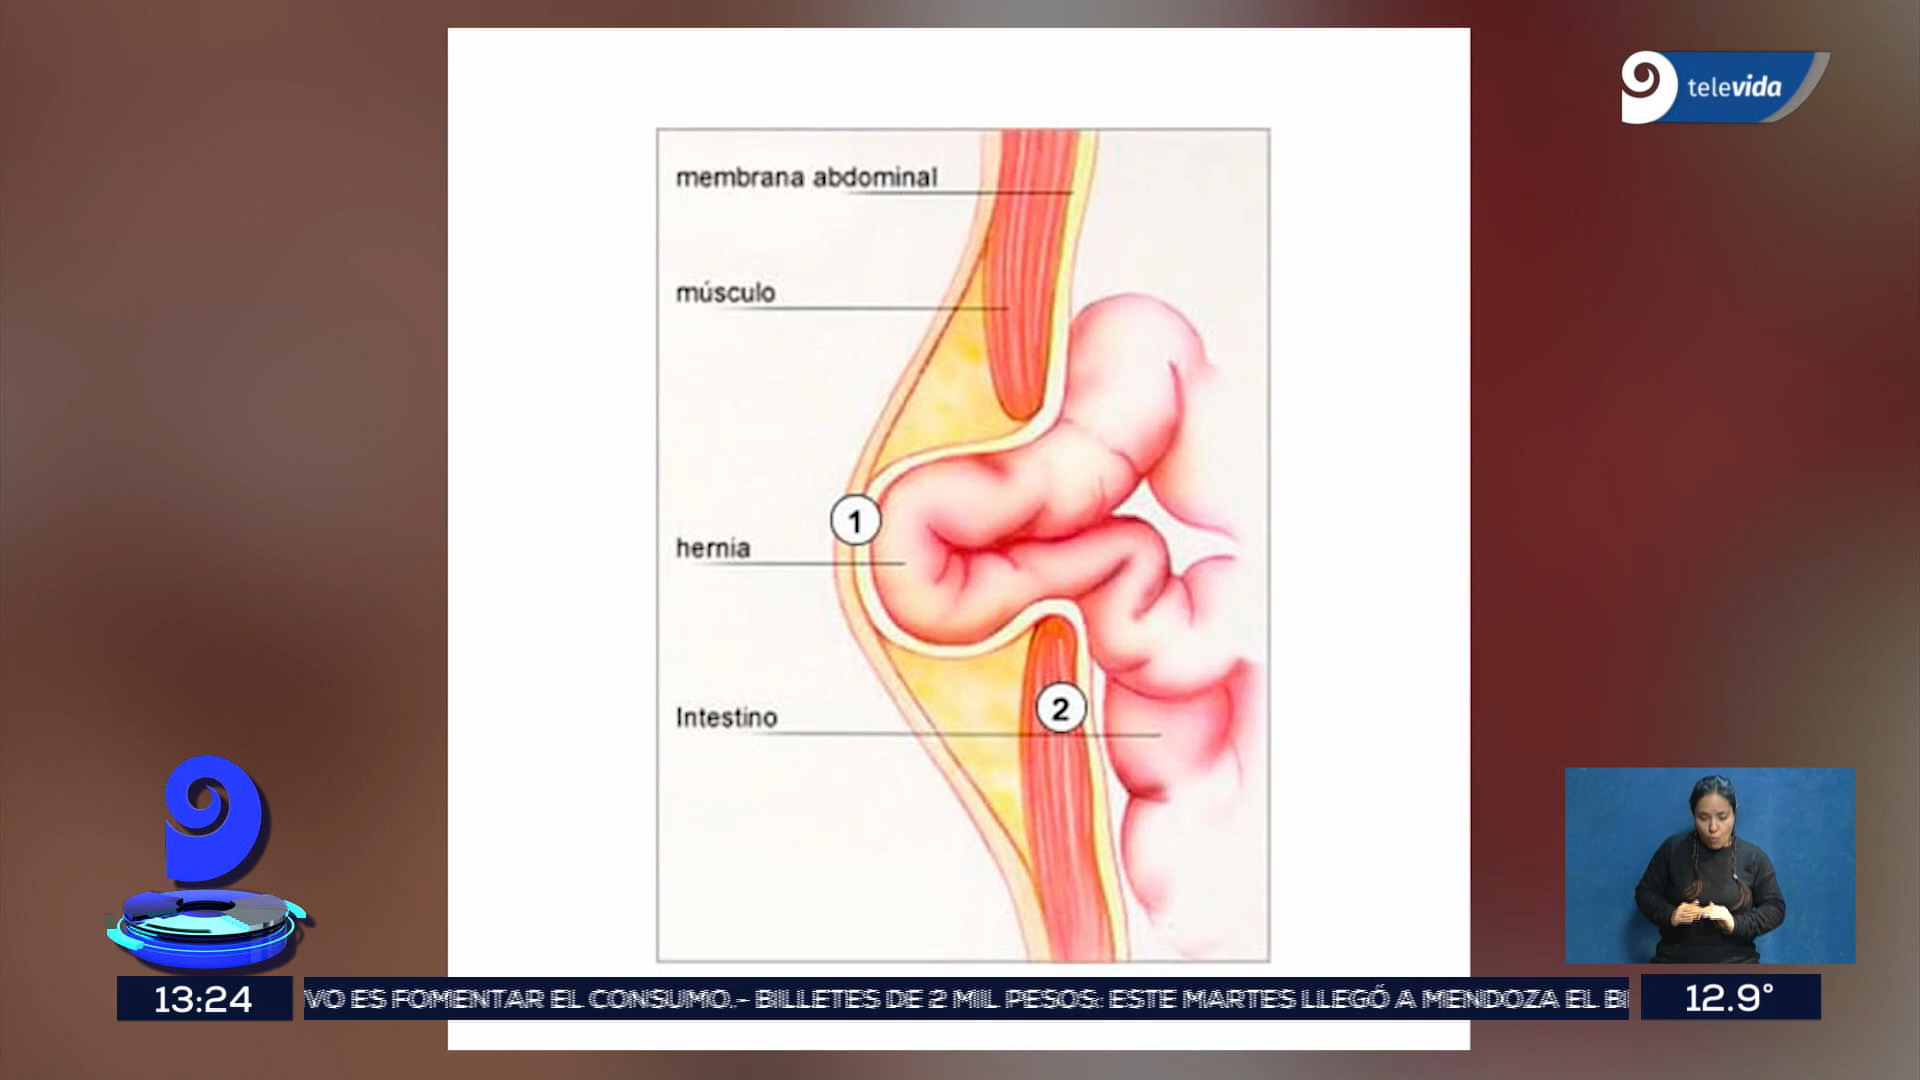 televida
membrana abdominal
músculo
1
hernia
2
Intestino
13:24
VO ES FOMENTAR EL CONSUMO.- BILLETES DE 2 MIL PESOS: ESTE MARTES LLEGÓ A MENDOZA EL
12.9°